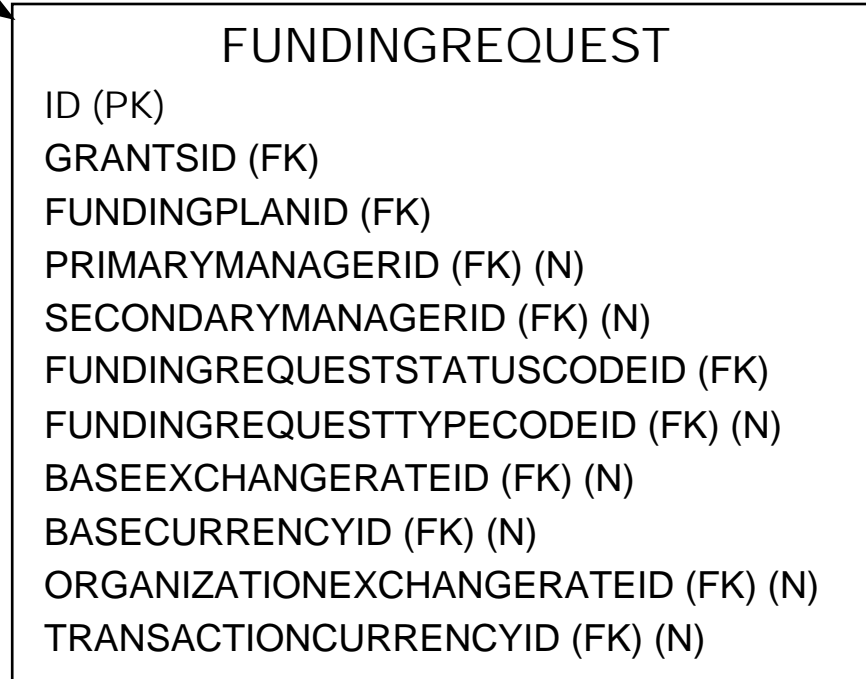 FUNDINGREQUEST
ID (PK)
GRANTSID (FK)
FUNDINGPLANID (FK)
PRIMARYMANAGERID (FK) (N)
SECONDARYMANAGERID (FK) (N)
FUNDINGREQUESTSTATUSCODEID (FK)
FUNDINGREQUESTTYPECODEID (FK) (N)
BASEEXCHANGERATEID (FK) (N)
BASECURRENCYID (FK) (N)
ORGANIZATIONEXCHANGERATEID (FK) (N)
TRANSACTIONCURRENCYID (FK) (N)